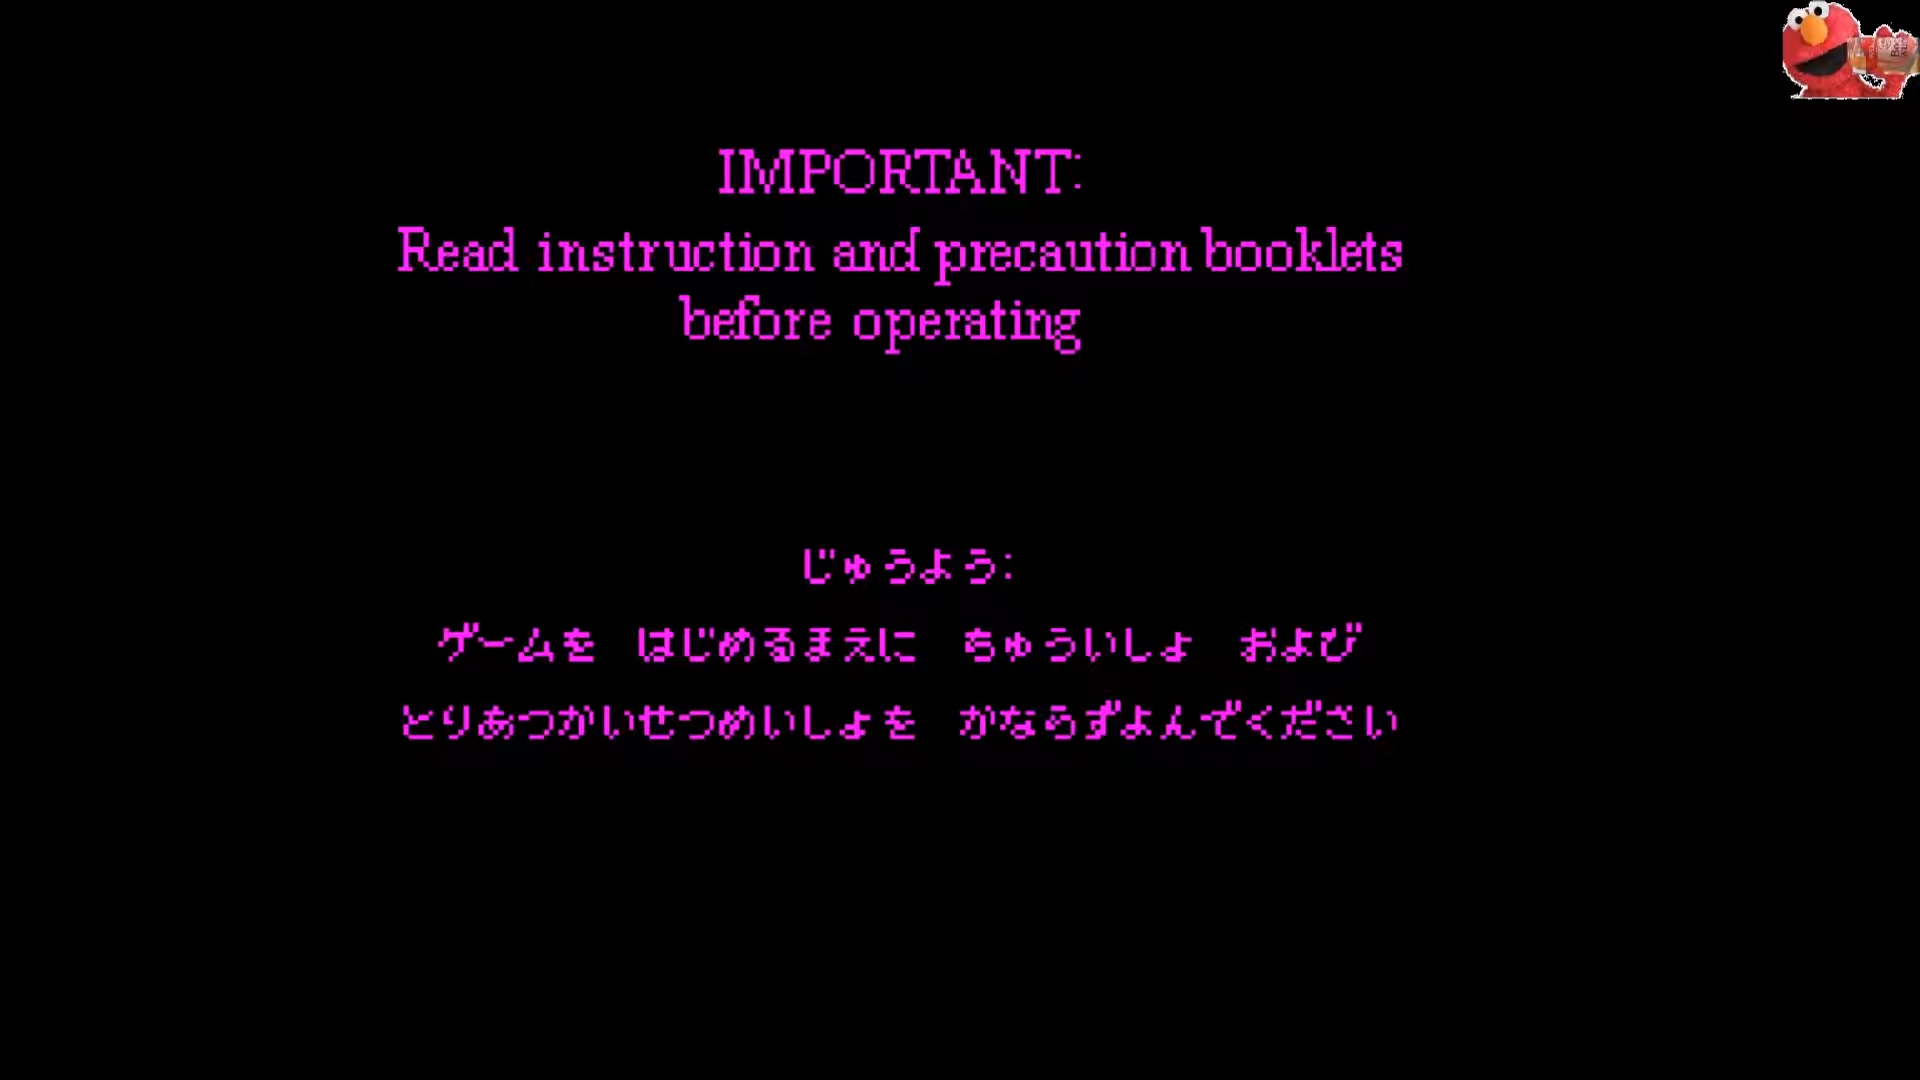 IMPORTANT:
Read instruction and precaution booklets
before operating
じゅうよう:
ゲームを はじめるまえに ちゅういしょ および
とりあつかいせつめいしょを かならずよんでください